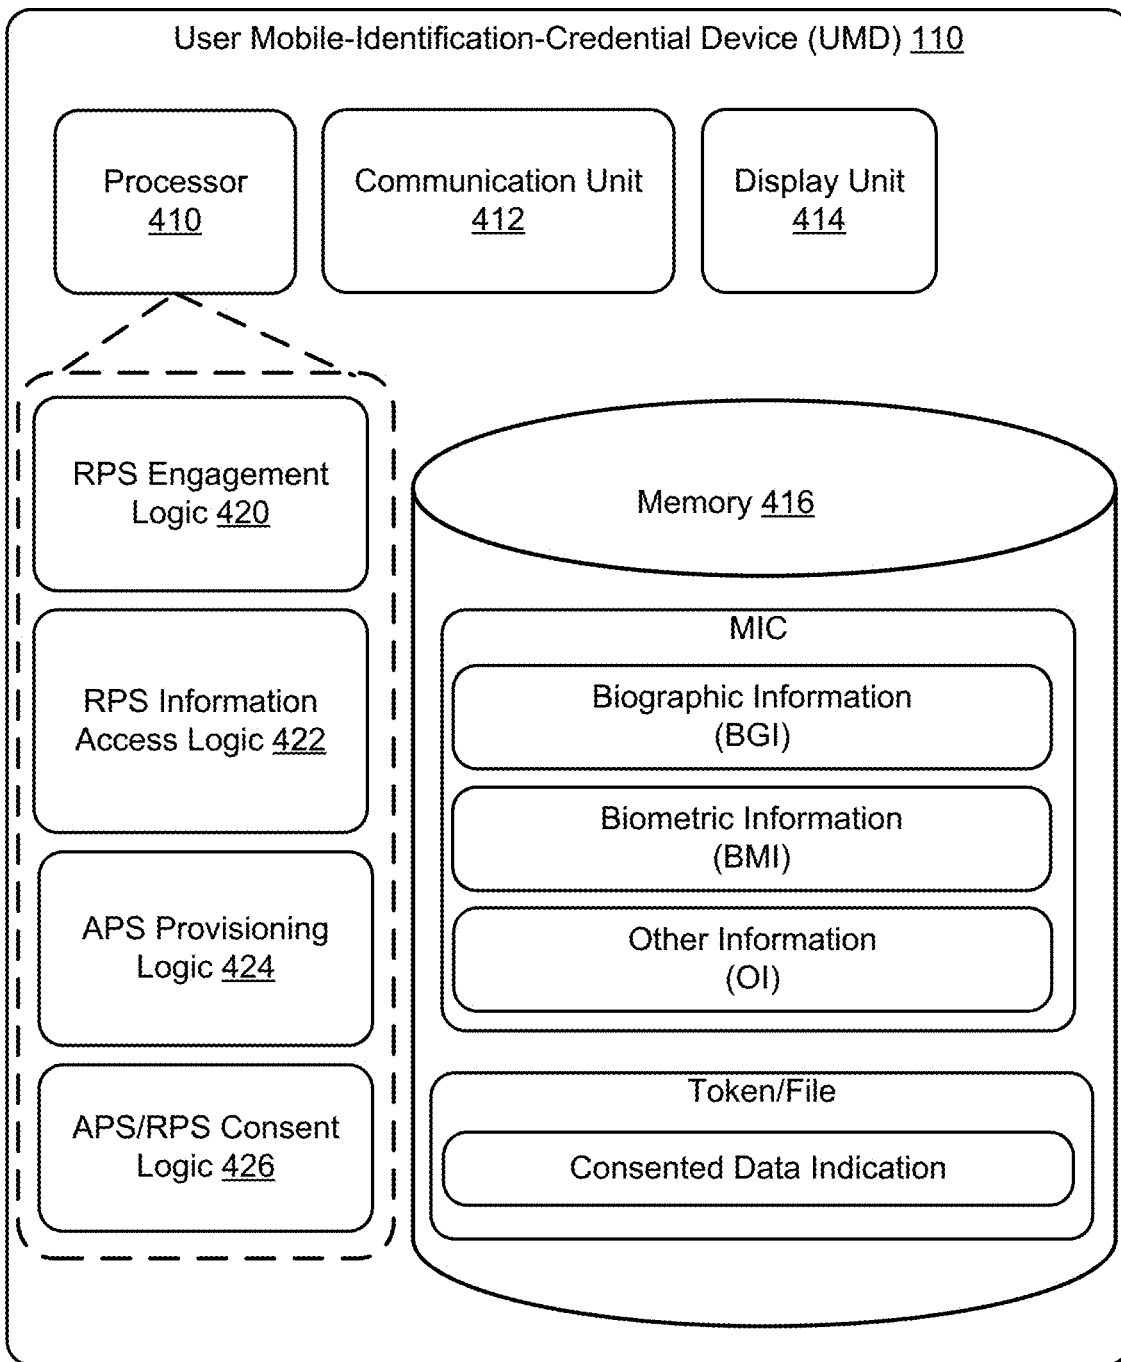 User Mobile-Identification-Credential Device (UMD) 110
Processor
410
Communication Unit
412
Display Unit
414
RPS Engagement
Logic 420
RPS Information
Access Logic 422
APS Provisioning
Logic 424
APS/RPS Consent
Logic 426
Memory 416
MIC
Biographic Information
(BGI)
Biometric Information
(BMI)
Other Information
(OI)
Token/File
Consented Data Indication